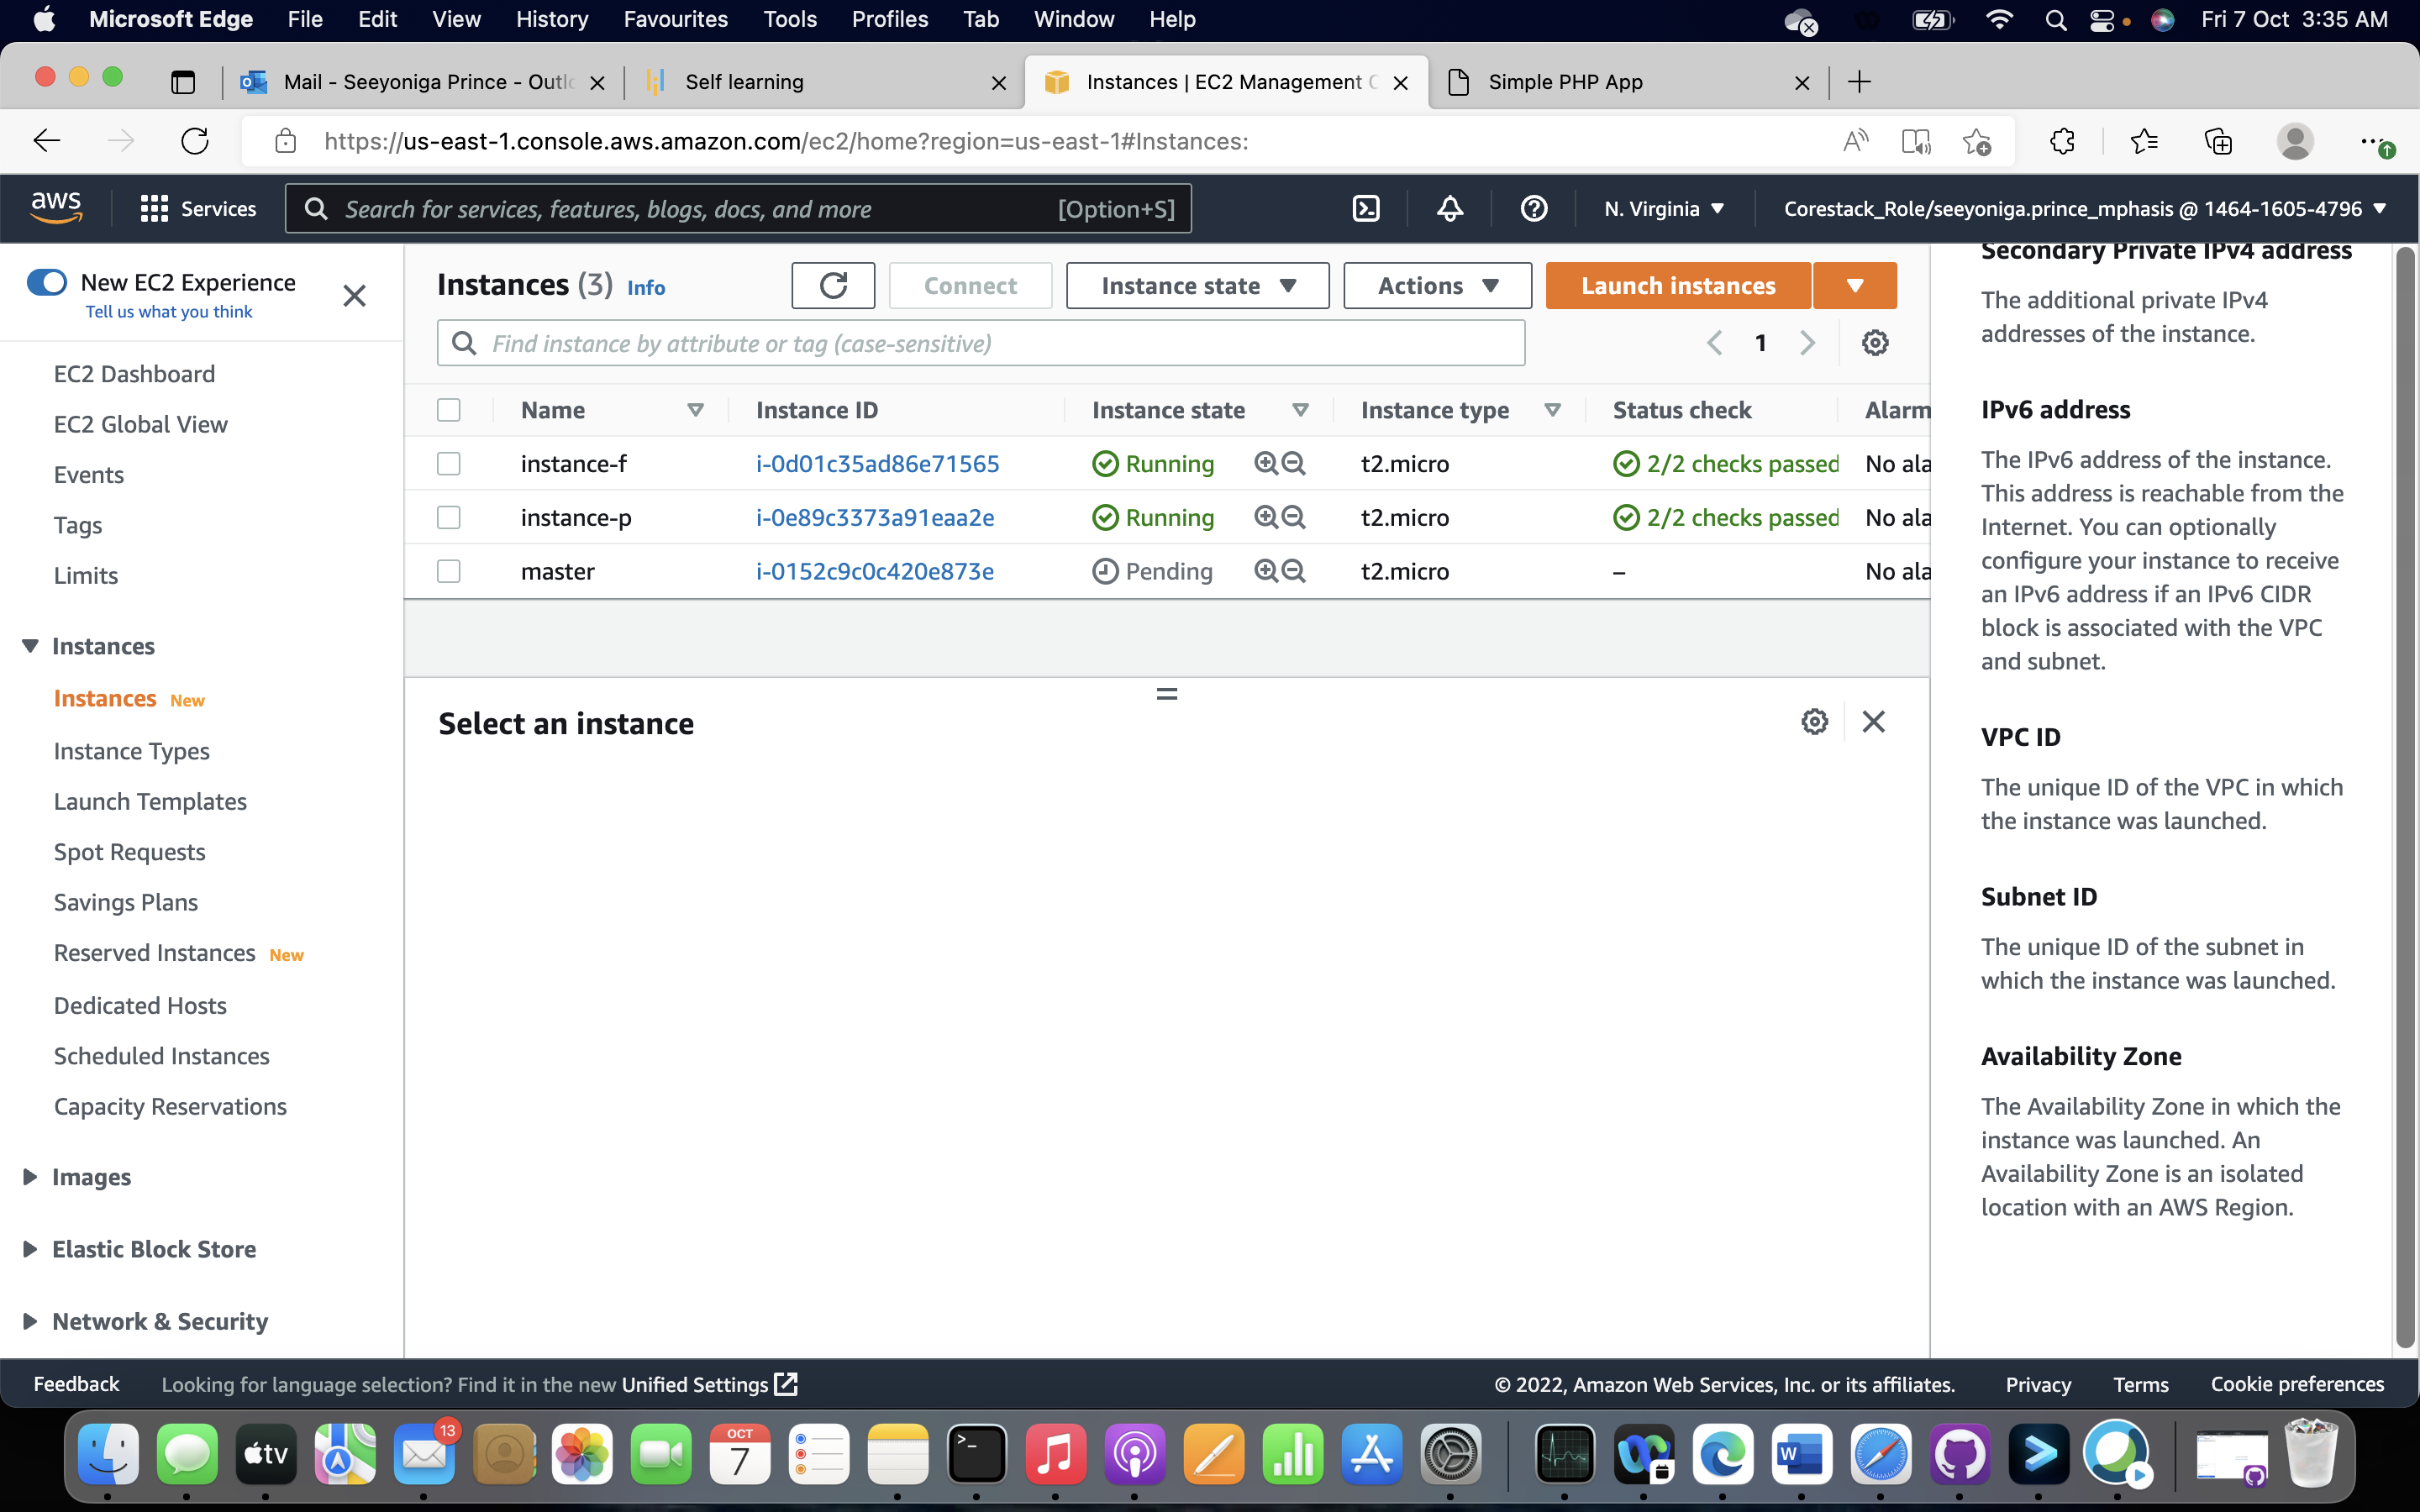 Microsoft Edge File Edit View History Favourites Tools Profiles Tab Window Help Fri 7 Oct 3:35 AM
Mail - Seeyoniga Prince - Outlo Self learning Instances | EC2 Management C Simple PHP App
https://us-east-1.console.aws.amazon.com/ec2/home?region=us-east-1#Instances:
aws Services Search for services, features, blogs, docs, and more [Option+S] N. Virginia Corestack_Role/seeyoniga.prince_mphasis @ 1464-1605-4796
New EC2 Experience
Tell us what you think
EC2 Dashboard
EC2 Global View
Events
Tags
Limits
Instances
Instances New
Instance Types
Launch Templates
Spot Requests
Savings Plans
Reserved Instances New
Dedicated Hosts
Scheduled Instances
Capacity Reservations
Images
Elastic Block Store
Network & Security
Instances (3) Info Connect Instance state Actions Launch instances
Find instance by attribute or tag (case-sensitive) 1
Name Instance ID Instance state Instance type Status check Alarm
instance-f i-0d01c35ad86e71565 Running t2.micro 2/2 checks passed No ala
instance-p i-0e89c3373a91eaa2e Running t2.micro 2/2 checks passed No ala
master i-0152c9c0c420e873e Pending t2.micro – No ala
Select an instance
Secondary Private IPv4 address
The additional private IPv4
addresses of the instance.
IPv6 address
The IPv6 address of the instance.
This address is reachable from the
Internet. You can optionally
configure your instance to receive
an IPv6 address if an IPv6 CIDR
block is associated with the VPC
and subnet.
VPC ID
The unique ID of the VPC in which
the instance was launched.
Subnet ID
The unique ID of the subnet in
which the instance was launched.
Availability Zone
The Availability Zone in which the
instance was launched. An
Availability Zone is an isolated
location with an AWS Region.
Feedback Looking for language selection? Find it in the new Unified Settings © 2022, Amazon Web Services, Inc. or its affiliates. Privacy Terms Cookie preferences
tv 13 OCT 7 W